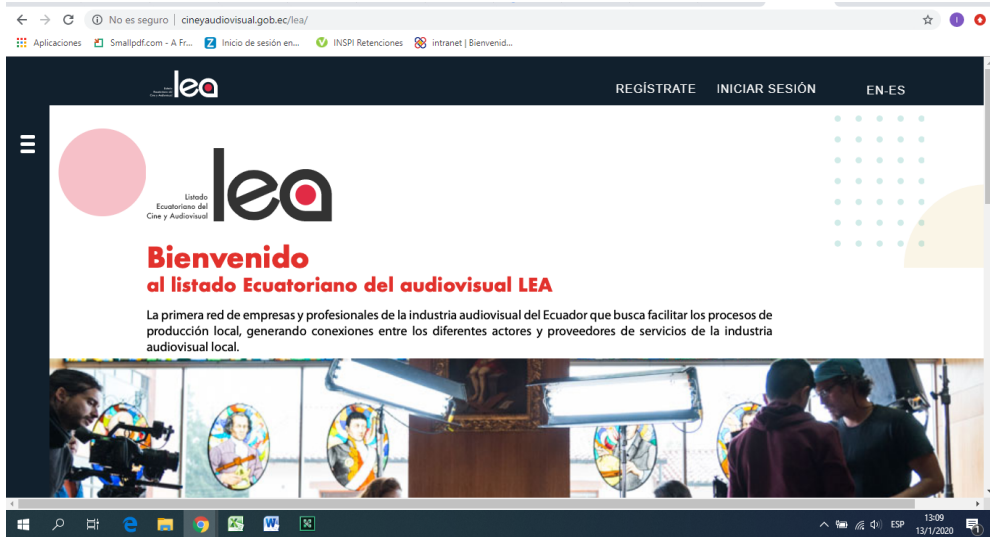 No es seguro | cineyaudiovisual.gob.ec/lea/
Aplicaciones Smallpdf.com - A Fr... Inicio de sesión en... INSPI Retenciones intranet | Bienvenid...
lea
REGÍSTRATE INICIAR SESIÓN EN-ES
Listado
Ecuatoriano del
Cine y Audiovisual
lea
Bienvenido
al listado Ecuatoriano del audiovisual LEA
La primera red de empresas y profesionales de la industria audiovisual del Ecuador que busca facilitar los procesos de
producción local, generando conexiones entre los diferentes actores y proveedores de servicios de la industria
audiovisual local.
ESP
13:09
13/1/2020